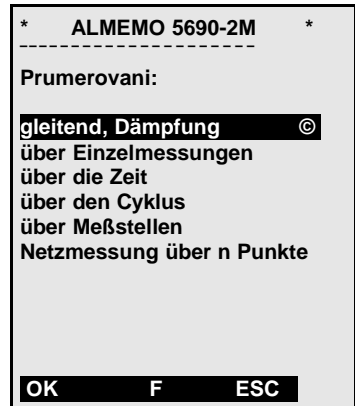 * ALMEMO 5690-2M *
Prumerovani:
gleitend, Dämpfung ©
über Einzelmessungen
über die Zeit
über den Cyklus
über Meßstellen
Netzmessung über n Punkte
OK F ESC